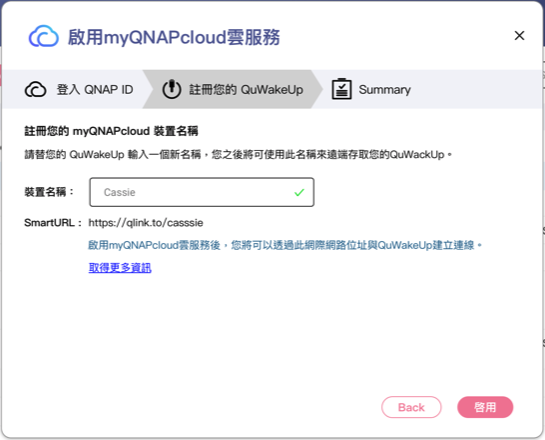 啟用myQNAPcloud雲服務
登入 QNAP ID
註冊您的 QuWakeUp
Summary
註冊您的 myQNAPcloud 裝置名稱
請替您的 QuWakeUp 輸入一個新名稱，您之後將可使用此名稱來遠端存取您的QuWackUp。
裝置名稱：
Cassie
SmartURL： https://qlink.to/casssie
啟用myQNAPcloud雲服務後，您將可以透過此網際網路位址與QuWakeUp建立連線。
取得更多資訊
Back
啓用